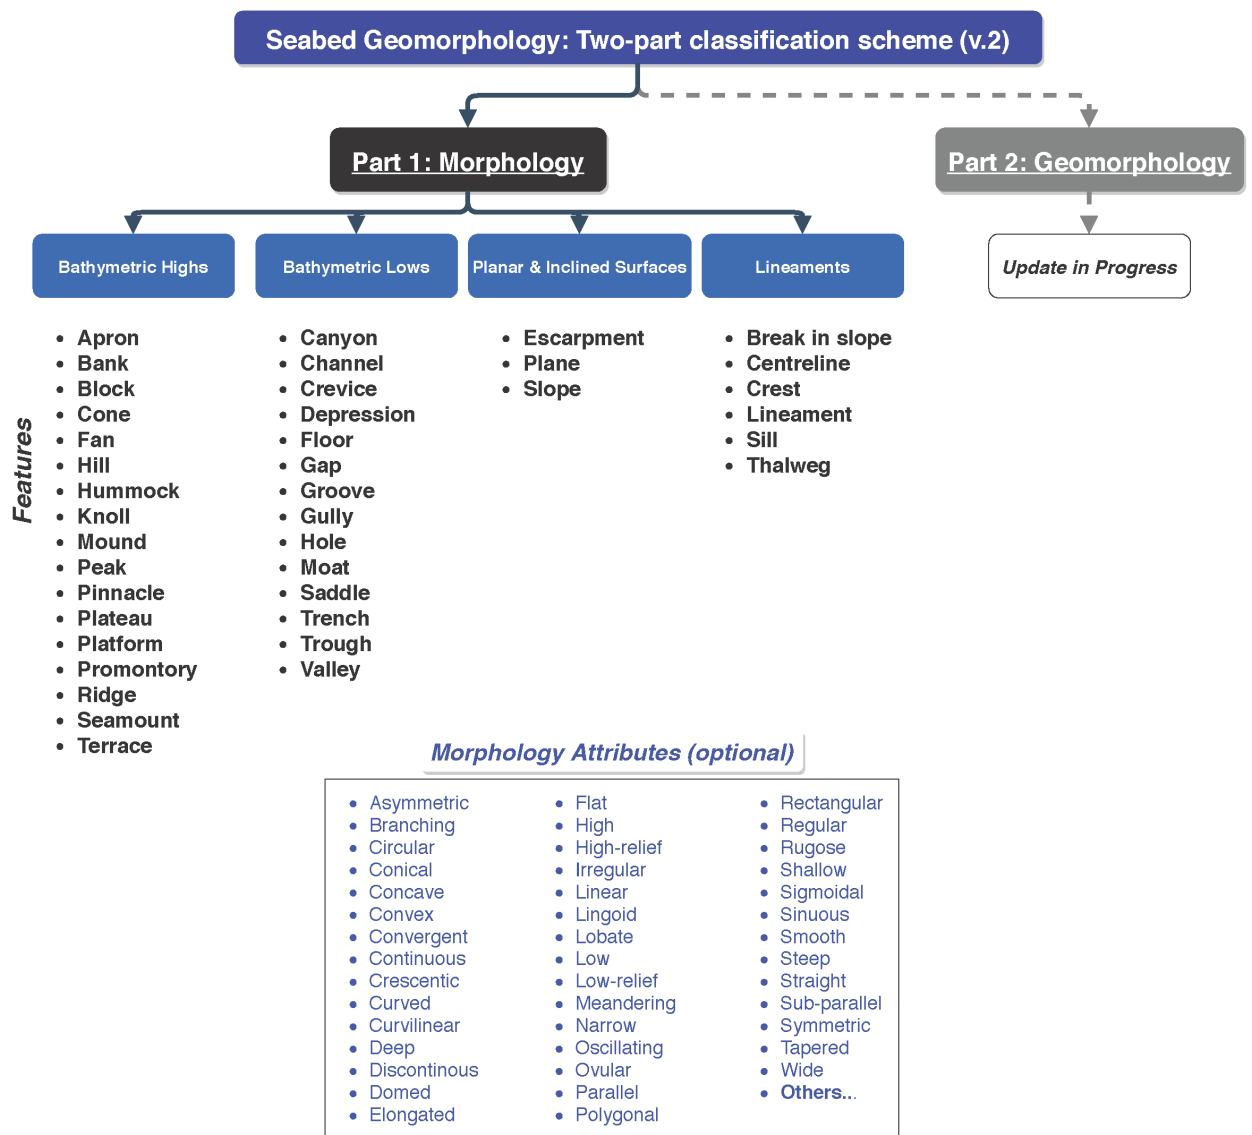 Seabed Geomorphology: Two-part classification scheme (v.2)
Part 1: Morphology
Part 2: Geomorphology
Bathymetric Highs
Bathymetric Lows
Planar & Inclined Surfaces
Lineaments
Update in Progress
Features
• Apron
• Bank
• Block
• Cone
• Fan
• Hill
• Hummock
• Knoll
• Mound
• Peak
• Pinnacle
• Plateau
• Platform
• Promontory
• Ridge
• Seamount
• Terrace
• Canyon
• Channel
• Crevice
• Depression
• Floor
• Gap
• Groove
• Gully
• Hole
• Moat
• Saddle
• Trench
• Trough
• Valley
• Escarpment
• Plane
• Slope
• Break in slope
• Centreline
• Crest
• Lineament
• Sill
• Thalweg
Morphology Attributes (optional)
• Asymmetric
• Branching
• Circular
• Conical
• Concave
• Convex
• Convergent
• Continuous
• Crescentic
• Curved
• Curvilinear
• Deep
• Discontinous
• Domed
• Elongated
• Flat
• High
• High-relief
• Irregular
• Linear
• Lingoid
• Lobate
• Low
• Low-relief
• Meandering
• Narrow
• Oscillating
• Ovular
• Parallel
• Polygonal
• Rectangular
• Regular
• Rugose
• Shallow
• Sigmoidal
• Sinuous
• Smooth
• Steep
• Straight
• Sub-parallel
• Symmetric
• Tapered
• Wide
• Others...